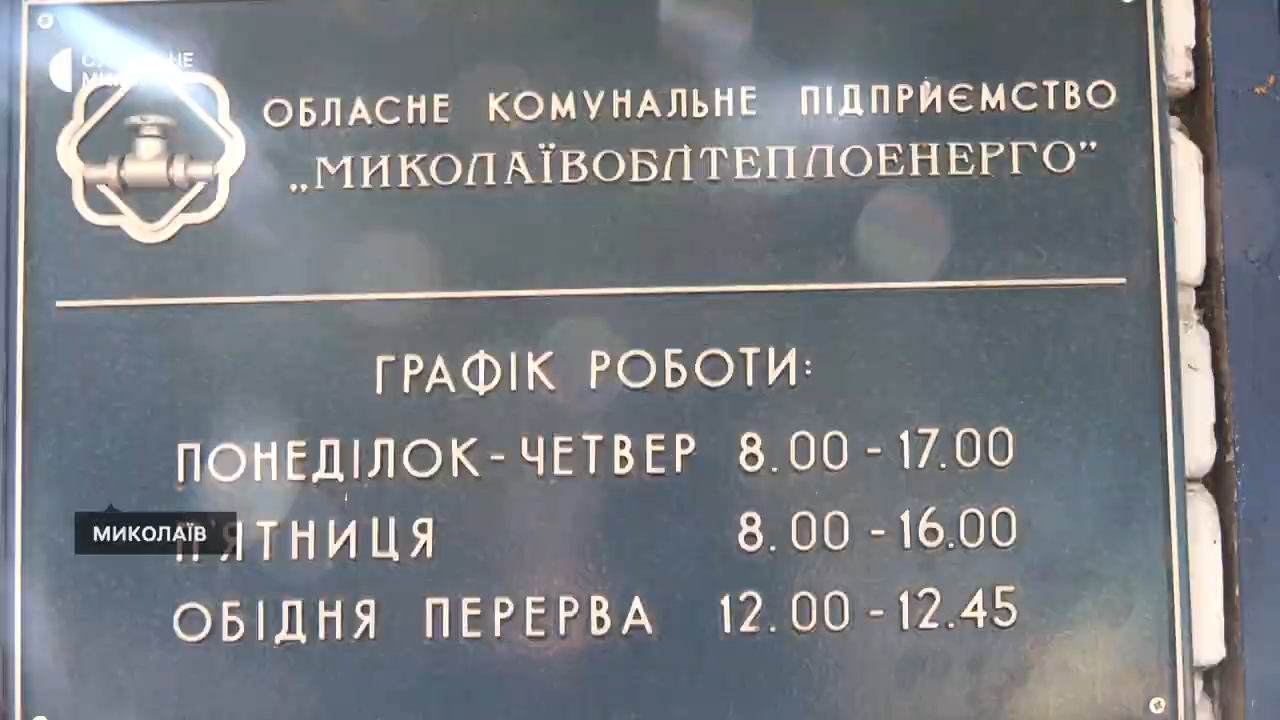 ОБЛАСНЕ КОМУНАЛЬНЕ ПІДПРИЄМСТВО
„МИКОЛАЇВОБЛТЕПЛОЕНЕРГО”
ГРАФІК РОБОТИ:
ПОНЕДІЛОК-ЧЕТВЕР 8.00-17.00
МИКОЛАЇВ
П'ЯТНИЦЯ 8.00-16.00
ОБІДНЯ ПЕРЕРВА 12.00-12.45